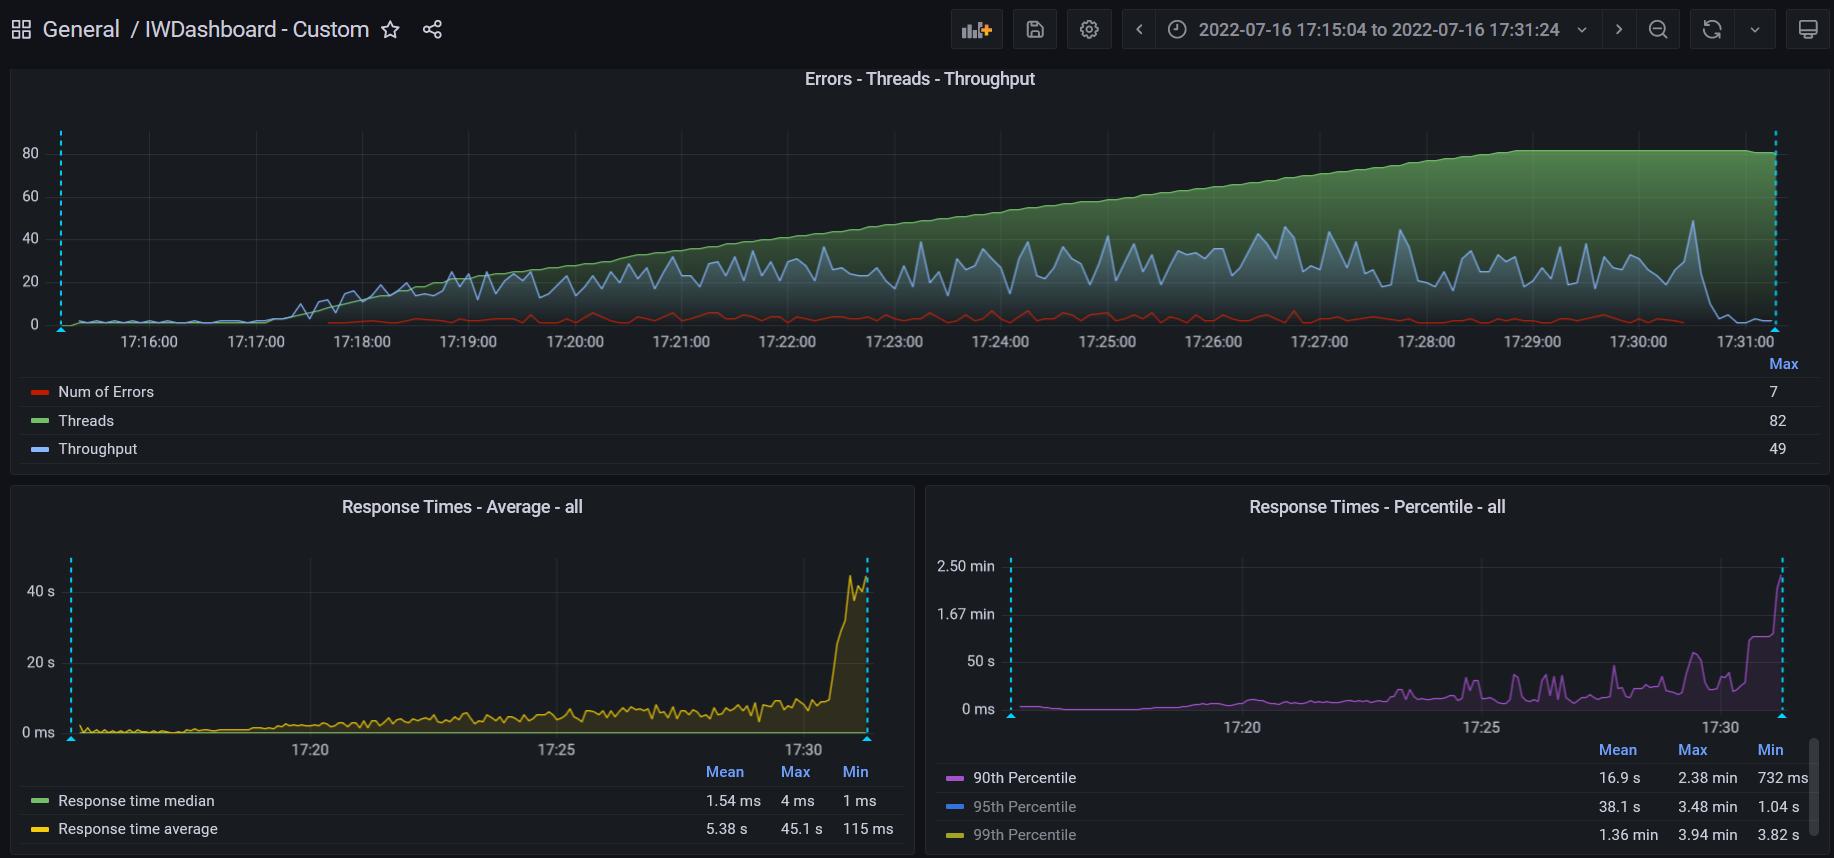 General / IWDashboard - Custom
2022-07-16 17:15:04 to 2022-07-16 17:31:24
Errors - Threads - Throughput
80
60
40
20
0
17:16:00 17:17:00 17:18:00 17:19:00 17:20:00 17:21:00 17:22:00 17:23:00 17:24:00 17:25:00 17:26:00 17:27:00 17:28:00 17:29:00 17:30:00 17:31:00
Max
Num of Errors 7
Threads 82
Throughput 49
Response Times - Average - all
40 s
20 s
0 ms
17:20 17:25 17:30
Mean Max Min
Response time median 1.54 ms 4 ms 1 ms
Response time average 5.38 s 45.1 s 115 ms
Response Times - Percentile - all
2.50 min
1.67 min
50 s
0 ms
17:20 17:25 17:30
Mean Max Min
90th Percentile 16.9 s 2.38 min 732 ms
95th Percentile 38.1 s 3.48 min 1.04 s
99th Percentile 1.36 min 3.94 min 3.82 s